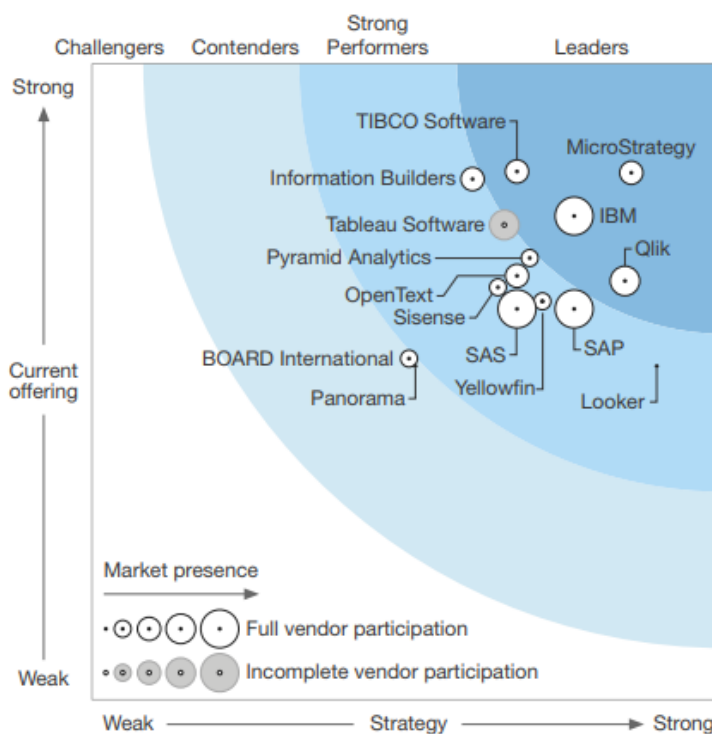 Challengers
Contenders
Strong
Performers
Leaders
Strong
TIBCO Software
MicroStrategy
Information Builders
IBM
Tableau Software
Qlik
Pyramid Analytics
OpenText
Sisense
SAS
SAP
BOARD International
Yellowfin
Panorama
Looker
Current
offering
Market presence
Full vendor participation
Incomplete vendor participation
Weak
Weak
Strategy
Strong